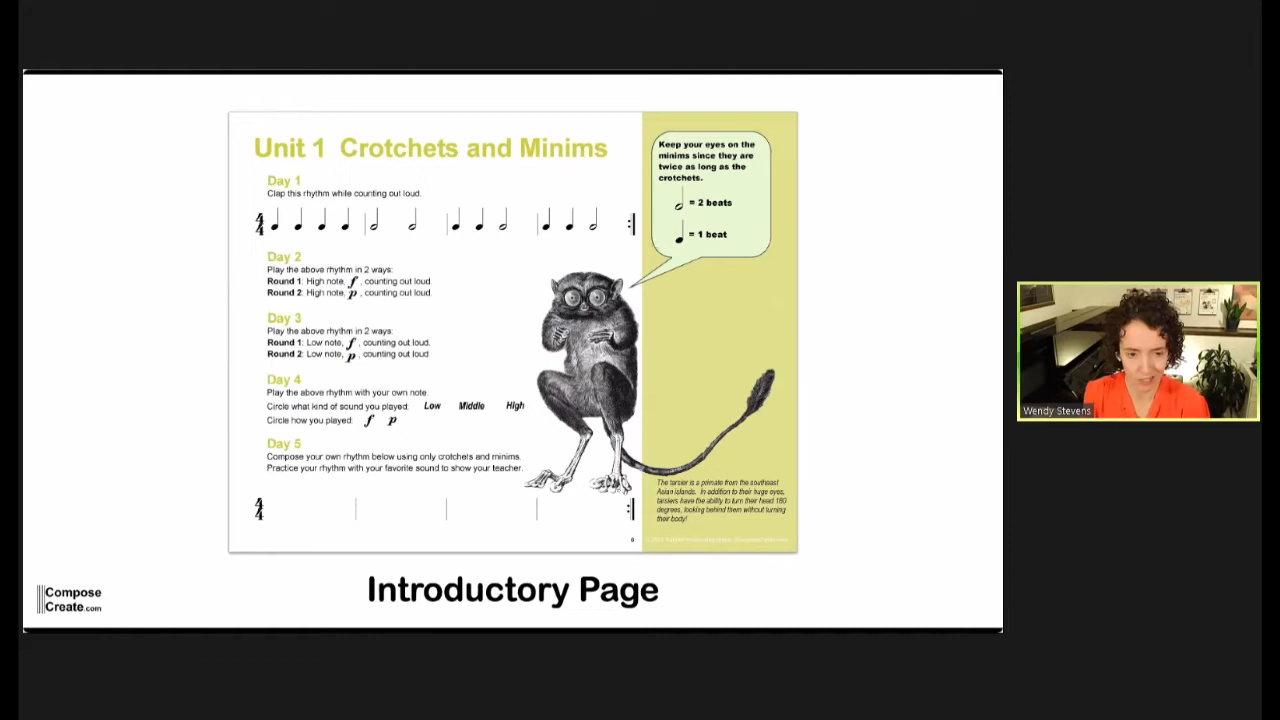 Unit 1 Crotchets and Minims
Day 1
Clap this rhythm while counting out loud.
4
4
Day 2
Play the above rhythm in 2 ways:
Round 1: High note, f , counting out loud.
Round 2: High note, p , counting out loud.
Day 3
Play the above rhythm in 2 ways:
Round 1: Low note, f , counting out loud.
Round 2: Low note, p , counting out loud
Day 4
Play the above rhythm with your own note.
Circle what kind of sound you played: Low Middle High
Circle how you played: f p
Day 5
Compose your own rhythm below using only crotchets and minims.
Practice your rhythm with your favorite sound to show your teacher.
4
4
6
Keep your eyes on the
minims since they are
twice as long as the
crotchets.
= 2 beats
= 1 beat
The tarsier is a primate from the southeast
Asian islands. In addition to their huge eyes,
tarsiers have the ability to turn their head 180
degrees, looking behind them without turning
their body!
Introductory Page
Compose
Create.com
Wendy Stevens